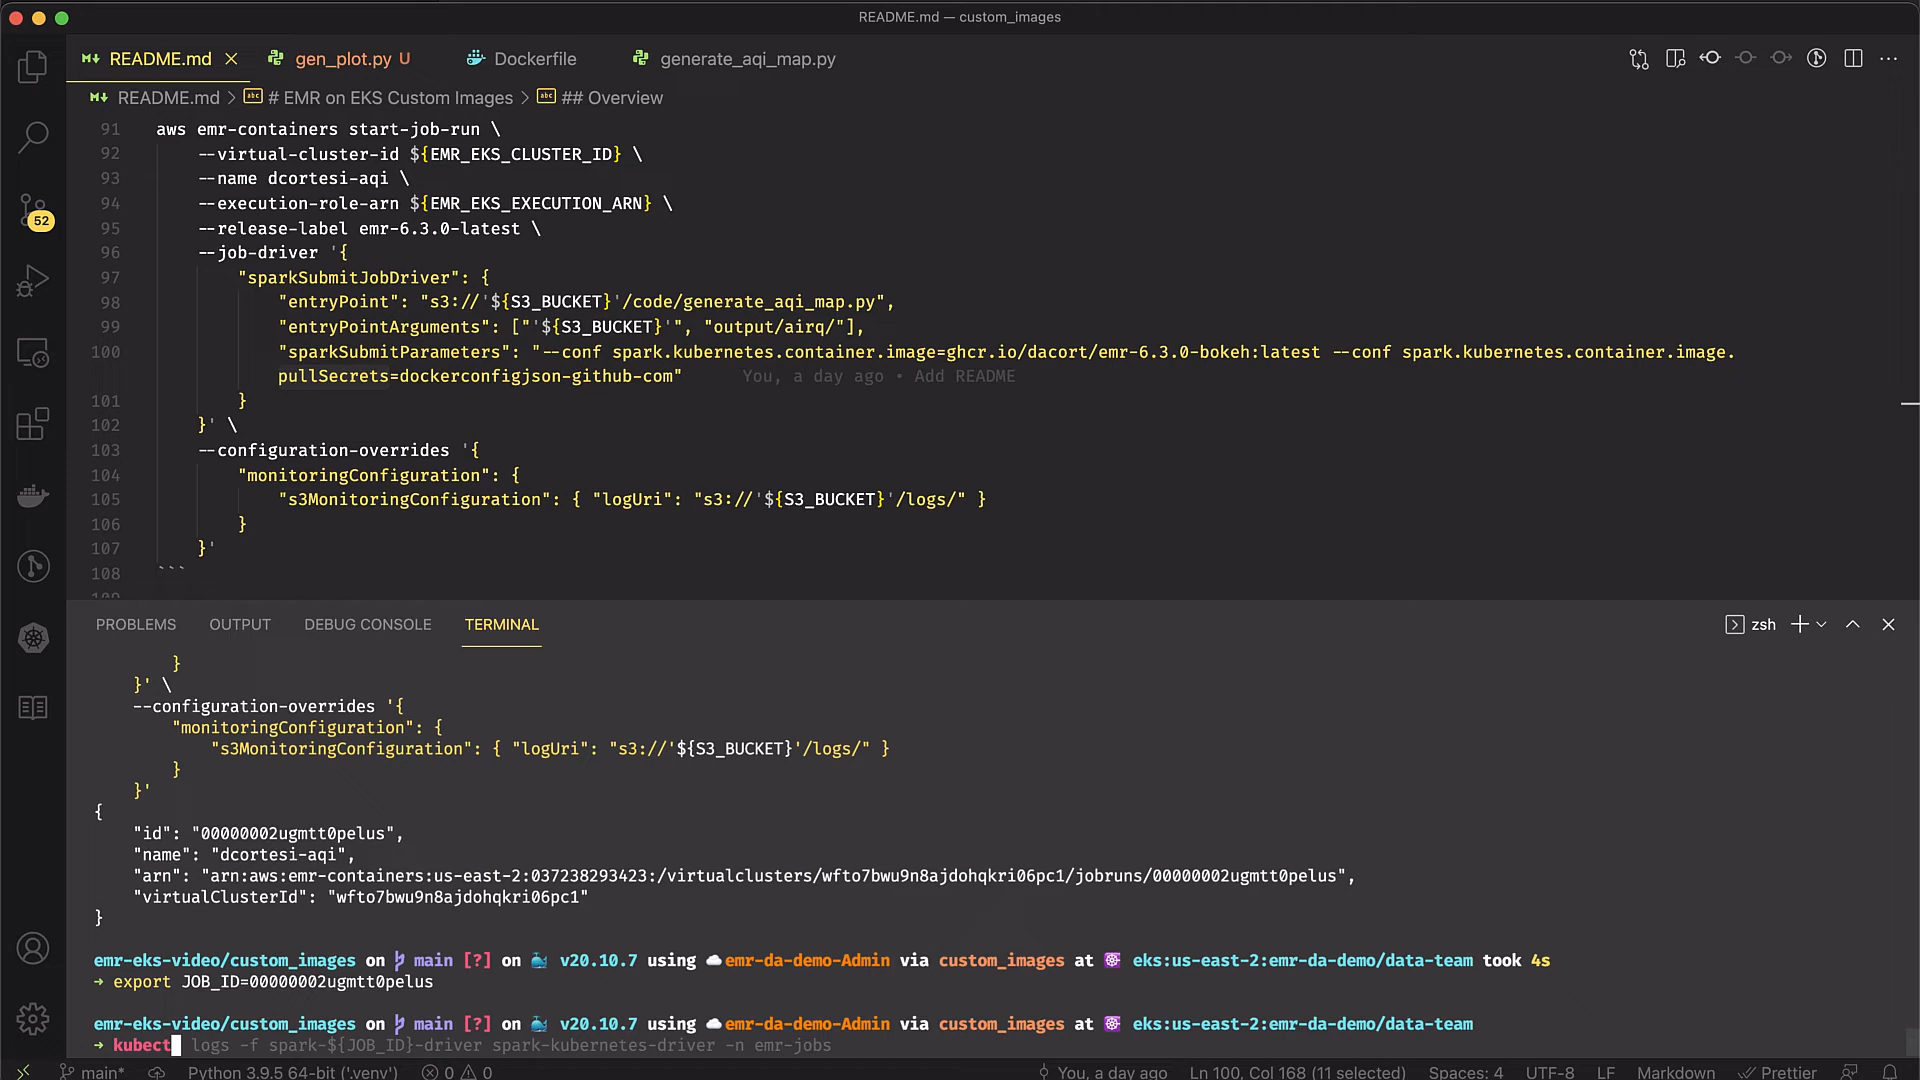 README.md — custom_images
README.md
gen_plot.py U
Dockerfile
generate_aqi_map.py
README.md > # EMR on EKS Custom Images > ## Overview
91 aws emr-containers start-job-run \
92 --virtual-cluster-id ${EMR_EKS_CLUSTER_ID} \
93 --name dcortesi-aqi \
94 --execution-role-arn ${EMR_EKS_EXECUTION_ARN} \
95 --release-label emr-6.3.0-latest \
96 --job-driver '{
97 "sparkSubmitJobDriver": {
98 "entryPoint": "s3://'${S3_BUCKET}'/code/generate_aqi_map.py",
99 "entryPointArguments": ["'${S3_BUCKET}'", "output/airq/"],
100 "sparkSubmitParameters": "--conf spark.kubernetes.container.image=ghcr.io/dacort/emr-6.3.0-bokeh:latest --conf spark.kubernetes.container.image.
pullSecrets=dockerconfigjson-github-com" You, a day ago • Add README
101 }
102 }' \
103 --configuration-overrides '{
104 "monitoringConfiguration": {
105 "s3MonitoringConfiguration": { "logUri": "s3://'${S3_BUCKET}'/logs/" }
106 }
107 }'
108 ```
109
52
PROBLEMS OUTPUT DEBUG CONSOLE TERMINAL
zsh
}
}' \
--configuration-overrides '{
"monitoringConfiguration": {
"s3MonitoringConfiguration": { "logUri": "s3://'${S3_BUCKET}'/logs/" }
}
}'
{
"id": "00000002ugmtt0pelus",
"name": "dcortesi-aqi",
"arn": "arn:aws:emr-containers:us-east-2:037238293423:/virtualclusters/wfto7bwu9n8ajdohqkri06pc1/jobruns/00000002ugmtt0pelus",
"virtualClusterId": "wfto7bwu9n8ajdohqkri06pc1"
}
emr-eks-video/custom_images on main [?] on v20.10.7 using emr-da-demo-Admin via custom_images at eks:us-east-2:emr-da-demo/data-team took 4s
→ export JOB_ID=00000002ugmtt0pelus
emr-eks-video/custom_images on main [?] on v20.10.7 using emr-da-demo-Admin via custom_images at eks:us-east-2:emr-da-demo/data-team
→ kubect logs -f spark-${JOB_ID}-driver spark-kubernetes-driver -n emr-jobs
main* Python 3.9.5 64-bit ('.venv') 0 0 You, a day ago Ln 100, Col 168 (11 selected) Spaces: 4 UTF-8 LF Markdown Prettier